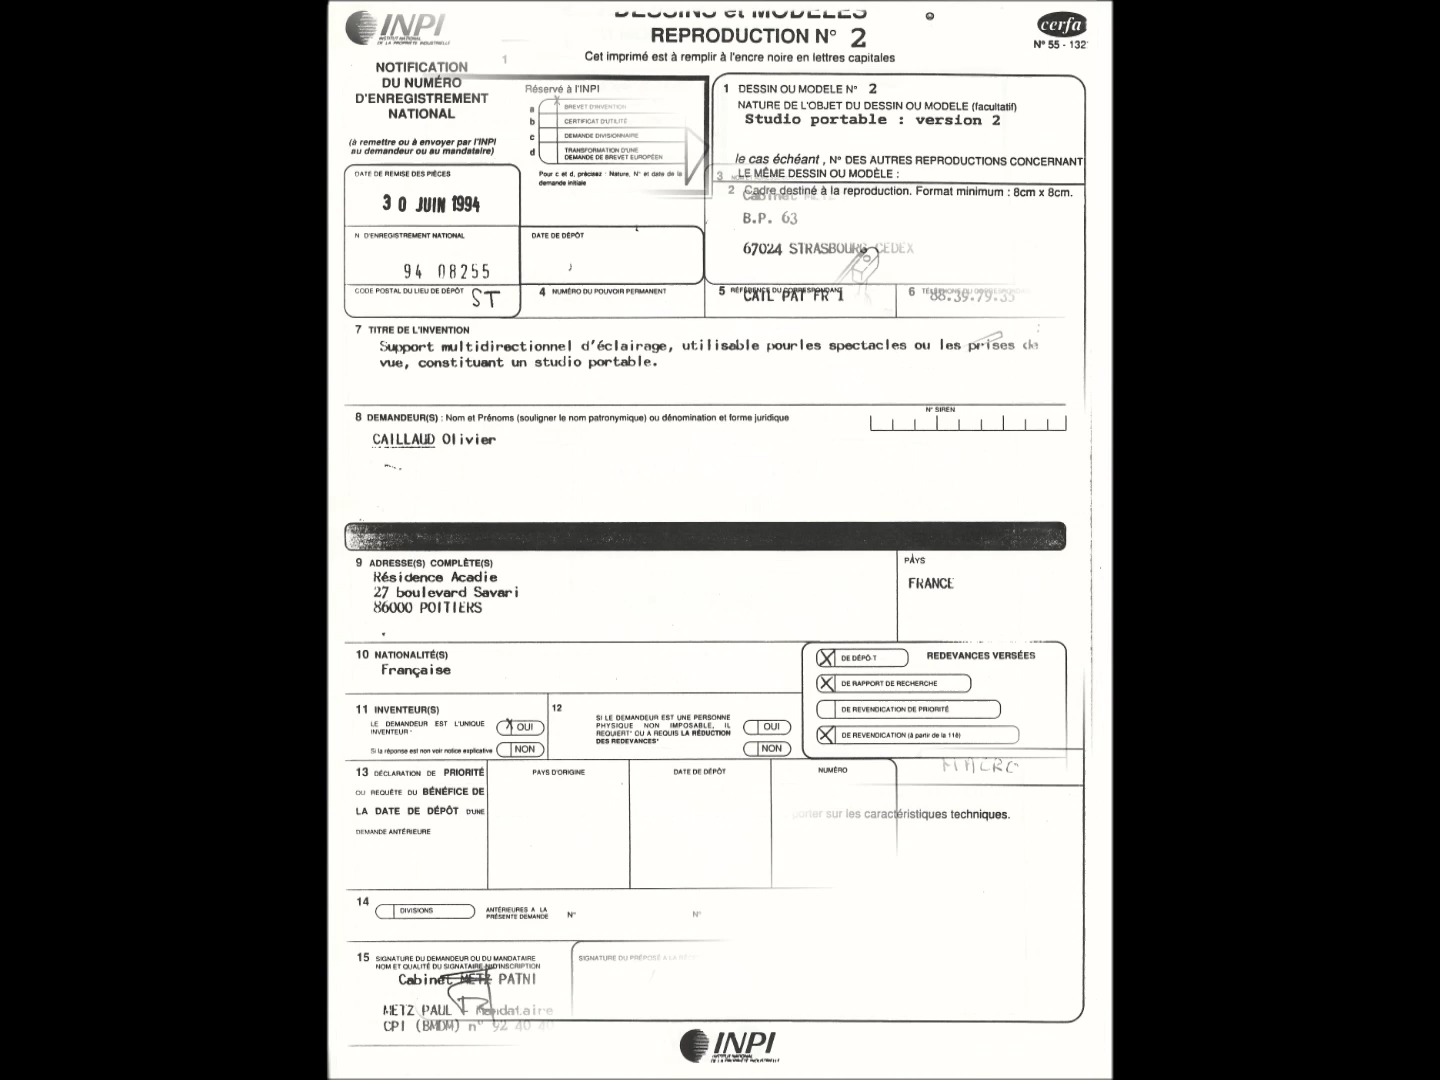 INPI
INSTITUT NATIONAL
DE LA PROPRIÉTÉ INDUSTRIELLE
DESSINS et MODÈLES
REPRODUCTION N° 2
Cet imprimé est à remplir à l'encre noire en lettres capitales
cerfa
N° 55 - 132
1
NOTIFICATION
DU NUMÉRO
D'ENREGISTREMENT
NATIONAL
(à remettre ou à envoyer par l'INPI
au demandeur ou au mandataire)
Réservé à l'INPI
a BREVET D'INVENTION
b CERTIFICAT D'UTILITÉ
c DEMANDE DIVISIONNAIRE
d TRANSFORMATION D'UNE
DEMANDE DE BREVET EUROPÉEN
Pour c et d, précisez : Nature, N° et date de la
demande initiale
1 DESSIN OU MODELE N° 2
NATURE DE L'OBJET DU DESSIN OU MODELE (facultatif)
Studio portable : version 2
le cas échéant , N° DES AUTRES REPRODUCTIONS CONCERNANT
LE MÊME DESSIN OU MODÈLE :
3
2 Cadre destiné à la reproduction. Format minimum : 8cm x 8cm.
Cabinet
B.P. 63
67024 STRASBOURG CEDEX
DATE DE REMISE DES PIÈCES
3 0 JUIN 1994
N D'ENREGISTREMENT NATIONAL
94 08255
DATE DE DÉPÔT
CODE POSTAL DU LIEU DE DÉPÔT ST
4 NUMÉRO DU POUVOIR PERMANENT
5 RÉFÉRENCE DU CORRESPONDANT
CAIL PAT FR 1
6
88.39.79.35
7 TITRE DE L'INVENTION
Support multidirectionnel d'éclairage, utilisable pourles spectacles ou les prises de
vue, constituant un studio portable.
8 DEMANDEUR(S) : Nom et Prénoms (souligner le nom patronymique) ou dénomination et forme juridique
N° SIREN
CAILLAUD Olivier
9 ADRESSE(S) COMPLÈTE(S)
Résidence Acadie
27 boulevard Savari
86000 POITIERS
PAYS
FRANCE
10 NATIONALITÉ(S)
Française
REDEVANCES VERSÉES
X DE DÉPÔT
X DE RAPPORT DE RECHERCHE
DE REVENDICATION DE PRIORITÉ
X DE REVENDICATION (à partir de la 11è)
11 INVENTEUR(S)
LE DEMANDEUR EST L'UNIQUE
INVENTEUR
X OUI
Si la réponse est non voir notice explicative
NON
12
SI LE DEMANDEUR EST UNE PERSONNE
PHYSIQUE NON IMPOSABLE, IL
REQUIERT OU A REQUIS LA RÉDUCTION
DES REDEVANCES
OUI
NON
13 DÉCLARATION DE PRIORITÉ
OU REQUÊTE DU BÉNÉFICE DE
LA DATE DE DÉPÔT D'UNE
DEMANDE ANTÉRIEURE
PAYS D'ORIGINE
DATE DE DÉPÔT
NUMÉRO
porter sur les caractéristiques techniques.
14
DIVISIONS
ANTÉRIEURES A LA
PRÉSENTE DEMANDE
N°
N°
15 SIGNATURE DU DEMANDEUR OU DU MANDATAIRE
NOM ET QUALITÉ DU SIGNATAIRE - N° D'INSCRIPTION
SIGNATURE DU PRÉPOSÉ A LA
Cabinet METZ PATNI
METZ PAUL - Mandataire
CPI (BMDM) n° 92 40 40
INPI
INSTITUT NATIONAL
DE LA PROPRIÉTÉ INDUSTRIELLE